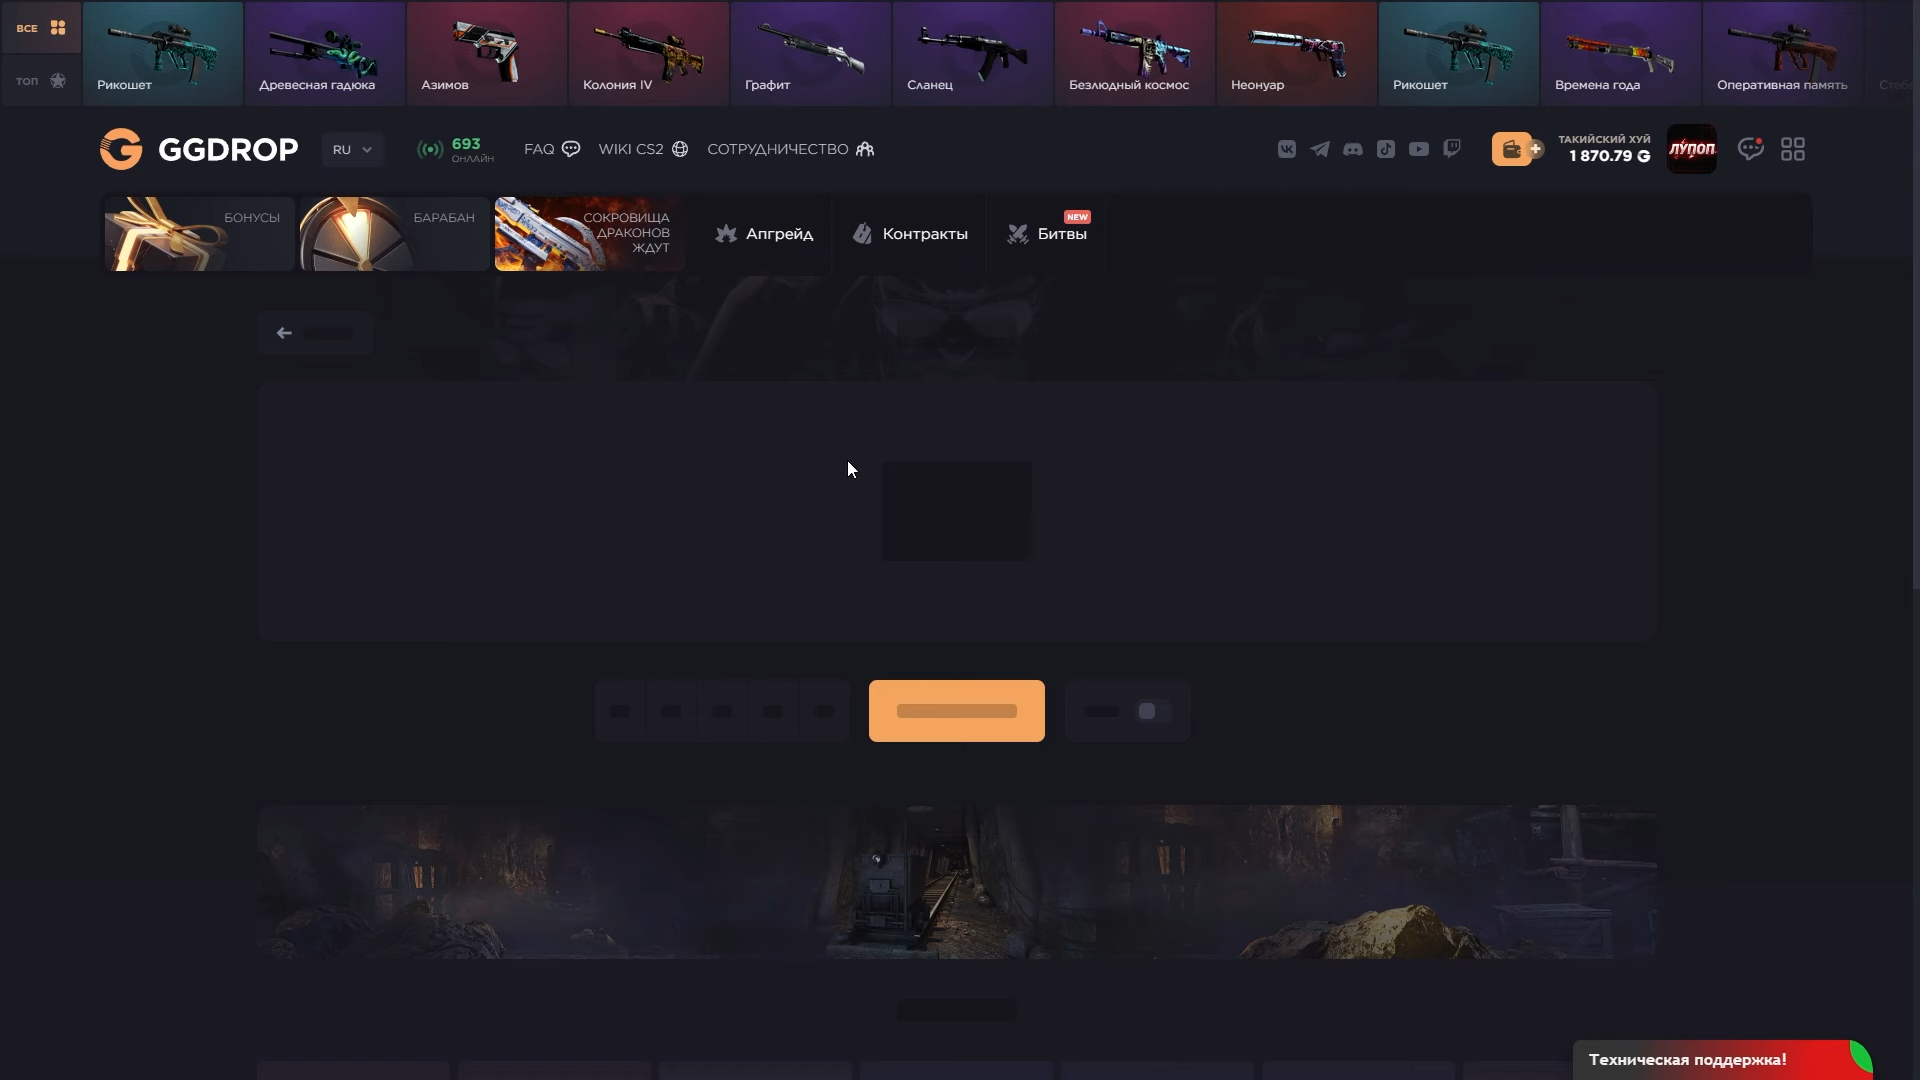 ВСЕ
ТОП
Рикошет
Древесная гадюка
Азимов
Колония IV
Графит
Сланец
Безлюдный космос
Неонуар
Рикошет
Времена года
Оперативная память
GGDROP
RU
693
ОНЛАЙН
FAQ
WIKI CS2
СОТРУДНИЧЕСТВО
ТАКИЙСКИЙ ХУЙ
1 870.79 G
ЛУПОП
БОНУСЫ
БАРАБАН
СОКРОВИЩА
ДРАКОНОВ
ЖДУТ
Апгрейд
Контракты
NEW
Битвы
Техническая поддержка!